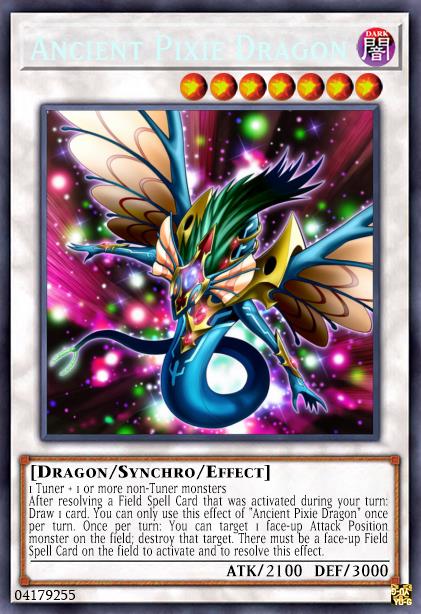 Ancient Pixie Dragon
DARK
闇
[Dragon/Synchro/Effect]
1 Tuner + 1 or more non-Tuner monsters
After resolving a Field Spell Card that was activated during your turn:
Draw 1 card. You can only use this effect of "Ancient Pixie Dragon" once
per turn. Once per turn: You can target 1 face-up Attack Position
monster on the field; destroy that target. There must be a face-up Field
Spell Card on the field to activate and to resolve this effect.
ATK/2100 DEF/3000
04179255